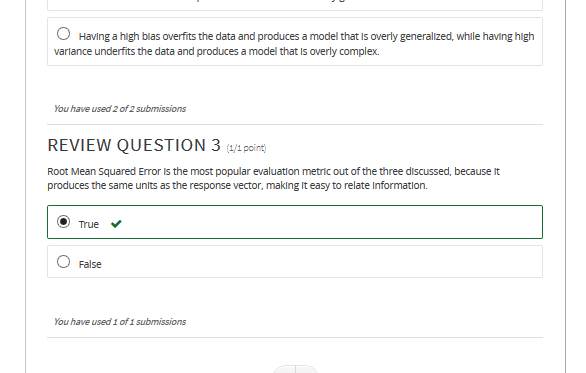 Having a high bias overfits the data and produces a model that is overly generalized, while having high
variance underfits the data and produces a model that is overly complex.
You have used 2 of 2 submissions
REVIEW QUESTION 3 (1/1 point)
Root Mean Squared Error is the most popular evaluation metric out of the three discussed, because it
produces the same units as the response vector, making it easy to relate information.
True
False
You have used 1 of 1 submissions